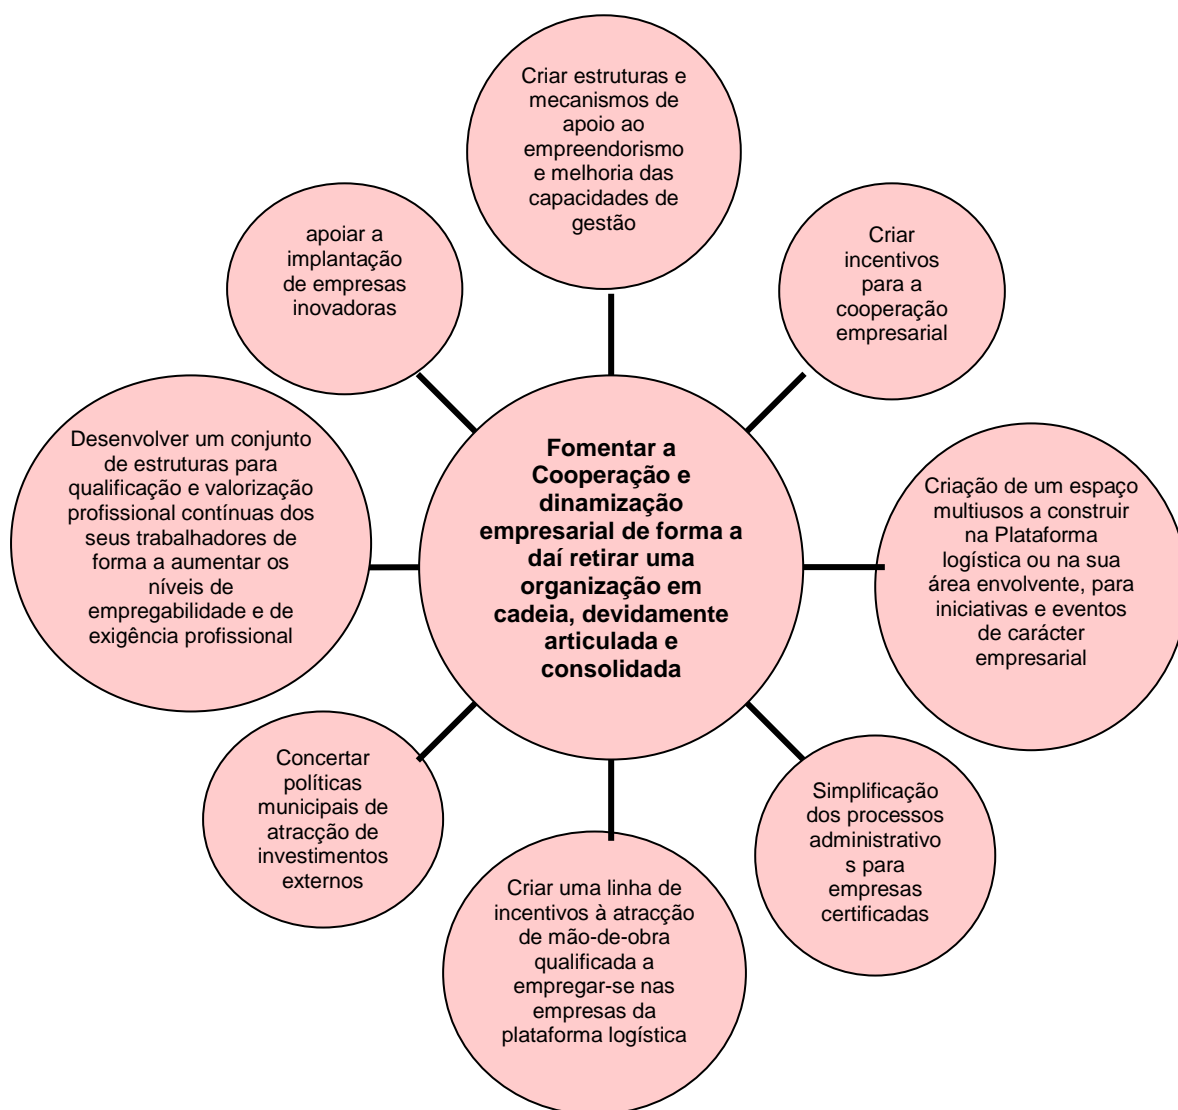 Criar estruturas e
mecanismos de
apoio ao
empreendorismo
e melhoria das
capacidades de
gestão
apoiar a
implantação
de empresas
inovadoras
Criar
incentivos
para a
cooperação
empresarial
Desenvolver um conjunto
de estruturas para
qualificação e valorização
profissional contínuas dos
seus trabalhadores de
forma a aumentar os
níveis de
empregabilidade e de
exigência profissional
Fomentar a
Cooperação e
dinamização
empresarial de forma a
daí retirar uma
organização em
cadeia, devidamente
articulada e
consolidada
Criação de um espaço
multiusos a construir
na Plataforma
logística ou na sua
área envolvente, para
iniciativas e eventos
de carácter
empresarial
Concertar
políticas
municipais de
atracção de
investimentos
externos
Simplificação
dos processos
administrativo
s para
empresas
certificadas
Criar uma linha de
incentivos à atracção
de mão-de-obra
qualificada a
empregar-se nas
empresas da
plataforma logística